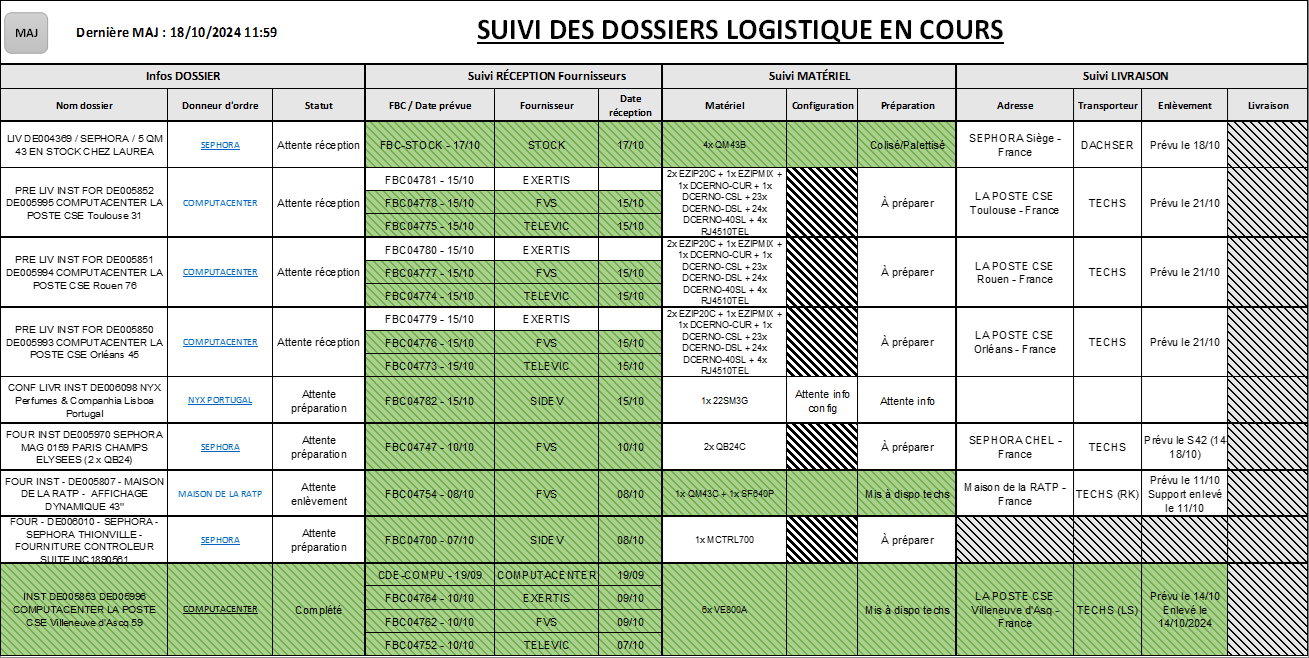 MAJ
Dernière MAJ : 18/10/2024 11:59
SUIVI DES DOSSIERS LOGISTIQUE EN COURS
Infos DOSSIER
Suivi RÉCEPTION Fournisseurs
Suivi MATÉRIEL
Suivi LIVRAISON
Nom dossier
Donneur d'ordre
Statut
FBC / Date prévue
Fournisseur
Date
réception
Matériel
Configuration
Préparation
Adresse
Transporteur
Enlèvement
Livraison
LIV DE004369 / SEPHORA / 5 QM
43 EN STOCK CHEZ LAUREA
SEPHORA
Attente réception
FBC-STOCK - 17/10
STOCK
17/10
4x QM43B
Colisé/Palettisé
SEPHORA Siège -
France
DACHSER
Prévu le 18/10
PRE LIV INST FOR DE005852
DE005995 COMPUTACENTER LA
POSTE CSE Toulouse 31
COMPUTACENTER
Attente réception
FBC04781 - 15/10
EXERTIS
FBC04778 - 15/10
FVS
15/10
FBC04775 - 15/10
TELEVIC
15/10
2x EZIP20C + 1x EZIPMIX +
1x DCERNO-CUR + 1x
DCERNO-CSL + 23x
DCERNO-DSL + 24x
DCERNO-40SL + 4x
RJ4510TEL
À préparer
LA POSTE CSE
Toulouse - France
TECHS
Prévu le 21/10
PRE LIV INST FOR DE005851
DE005994 COMPUTACENTER LA
POSTE CSE Rouen 76
COMPUTACENTER
Attente réception
FBC04780 - 15/10
EXERTIS
FBC04777 - 15/10
FVS
15/10
FBC04774 - 15/10
TELEVIC
15/10
2x EZIP20C + 1x EZIPMIX +
1x DCERNO-CUR + 1x
DCERNO-CSL + 23x
DCERNO-DSL + 24x
DCERNO-40SL + 4x
RJ4510TEL
À préparer
LA POSTE CSE
Rouen - France
TECHS
Prévu le 21/10
PRE LIV INST FOR DE005850
DE005993 COMPUTACENTER LA
POSTE CSE Orléans 45
COMPUTACENTER
Attente réception
FBC04779 - 15/10
EXERTIS
FBC04776 - 15/10
FVS
15/10
FBC04773 - 15/10
TELEVIC
15/10
2x EZIP20C + 1x EZIPMIX +
1x DCERNO-CUR + 1x
DCERNO-CSL + 23x
DCERNO-DSL + 24x
DCERNO-40SL + 4x
RJ4510TEL
À préparer
LA POSTE CSE
Orléans - France
TECHS
Prévu le 21/10
CONF LIVR INST DE006098 NYX
Perfumes & Companhia Lisboa
Portugal
NYX PORTUGAL
Attente
préparation
FBC04782 - 15/10
SIDEV
15/10
1x 22SM3G
Attente info
config
Attente info
FOUR INST DE005970 SEPHORA
MAG 0159 PARIS CHAMPS
ELYSEES (2 x QB24)
SEPHORA
Attente
préparation
FBC04747 - 10/10
FVS
10/10
2x QB24C
À préparer
SEPHORA CHEL -
France
TECHS
Prévu le S42 (14
18/10)
FOUR INST - DE005807 - MAISON
DE LA RATP - AFFICHAGE
DYNAMIQUE 43"
MAISON DE LA RATP
Attente
enlèvement
FBC04754 - 08/10
FVS
08/10
1x QM43C + 1x SF640P
Mis à dispo techs
Maison de la RATP -
France
TECHS (RK)
Prévu le 11/10
Support enlevé
le 11/10
FOUR - DE006010 - SEPHORA -
SEPHORA THIONVILLE -
FOURNITURE CONTROLEUR
SUITE INC1890561
SEPHORA
Attente
préparation
FBC04700 - 07/10
SIDEV
08/10
1x MCTRL700
À préparer
INST DE005853 DE005996
COMPUTACENTER LA POSTE
CSE Villeneuve d'Ascq 59
COMPUTACENTER
Complété
CDE-COMPU - 19/09
COMPUTACENTER
19/09
FBC04764 - 10/10
EXERTIS
09/10
FBC04762 - 10/10
FVS
09/10
FBC04752 - 10/10
TELEVIC
07/10
6x VE800A
Mis à dispo techs
LA POSTE CSE
Villeneuve d'Asq -
France
TECHS (LS)
Prévu le 14/10
Enlevé le
14/10/2024